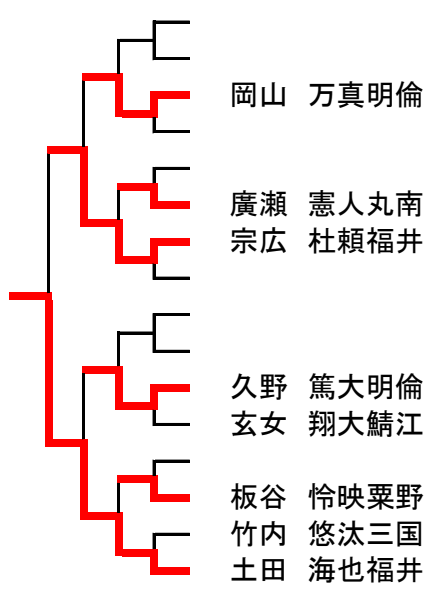 岡山 万真明倫
廣瀬 憲人丸南
宗広 杜頼福井
久野 篤大明倫
玄女 翔大鯖江
板谷 怜映粟野
竹内 悠汰三国
土田 海也福井